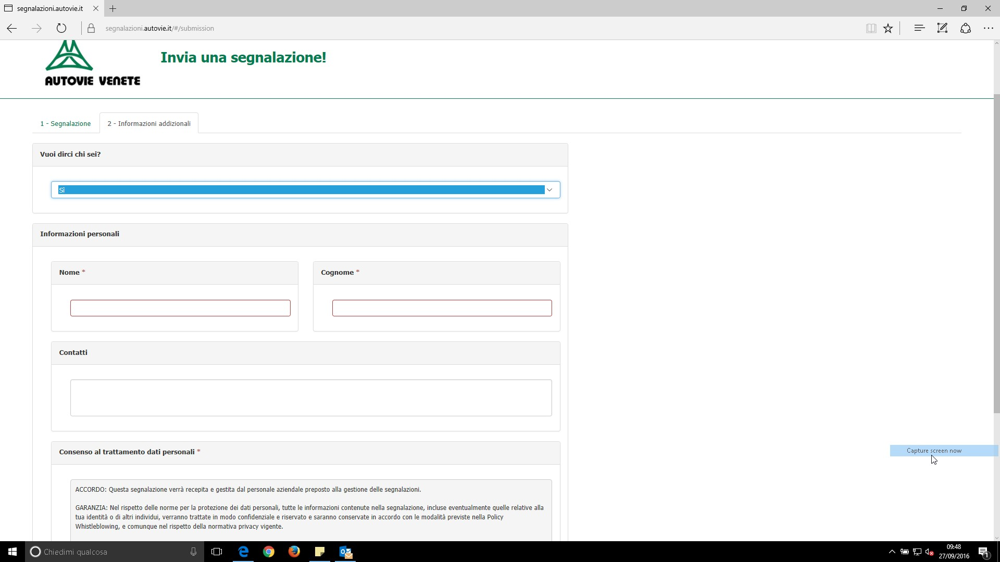 segnalazioni.autovie.it
segnalazioni.autovie.it/#/submission
AUTOVIE VENETE
Invia una segnalazione!
1 - Segnalazione
2 - Informazioni addizionali
Vuoi dirci chi sei?
Sì
Informazioni personali
Nome *
Cognome *
Contatti
Capture screen now
Consenso al trattamento dati personali *
ACCORDO: Questa segnalazione verrà recepita e gestita dal personale aziendale preposto alla gestione delle segnalazioni.
GARANZIA: Nel rispetto delle norme per la protezione dei dati personali, tutte le informazioni contenute nella segnalazione, incluse eventualmente quelle relative alla
tua identità o di altri individui, verranno trattate in modo confidenziale e riservato e saranno conservate in accordo con le modalità previste nella Policy
Whistleblowing, e comunque nel rispetto della normativa privacy vigente.
Chiedimi qualcosa
09:48
27/09/2016
1